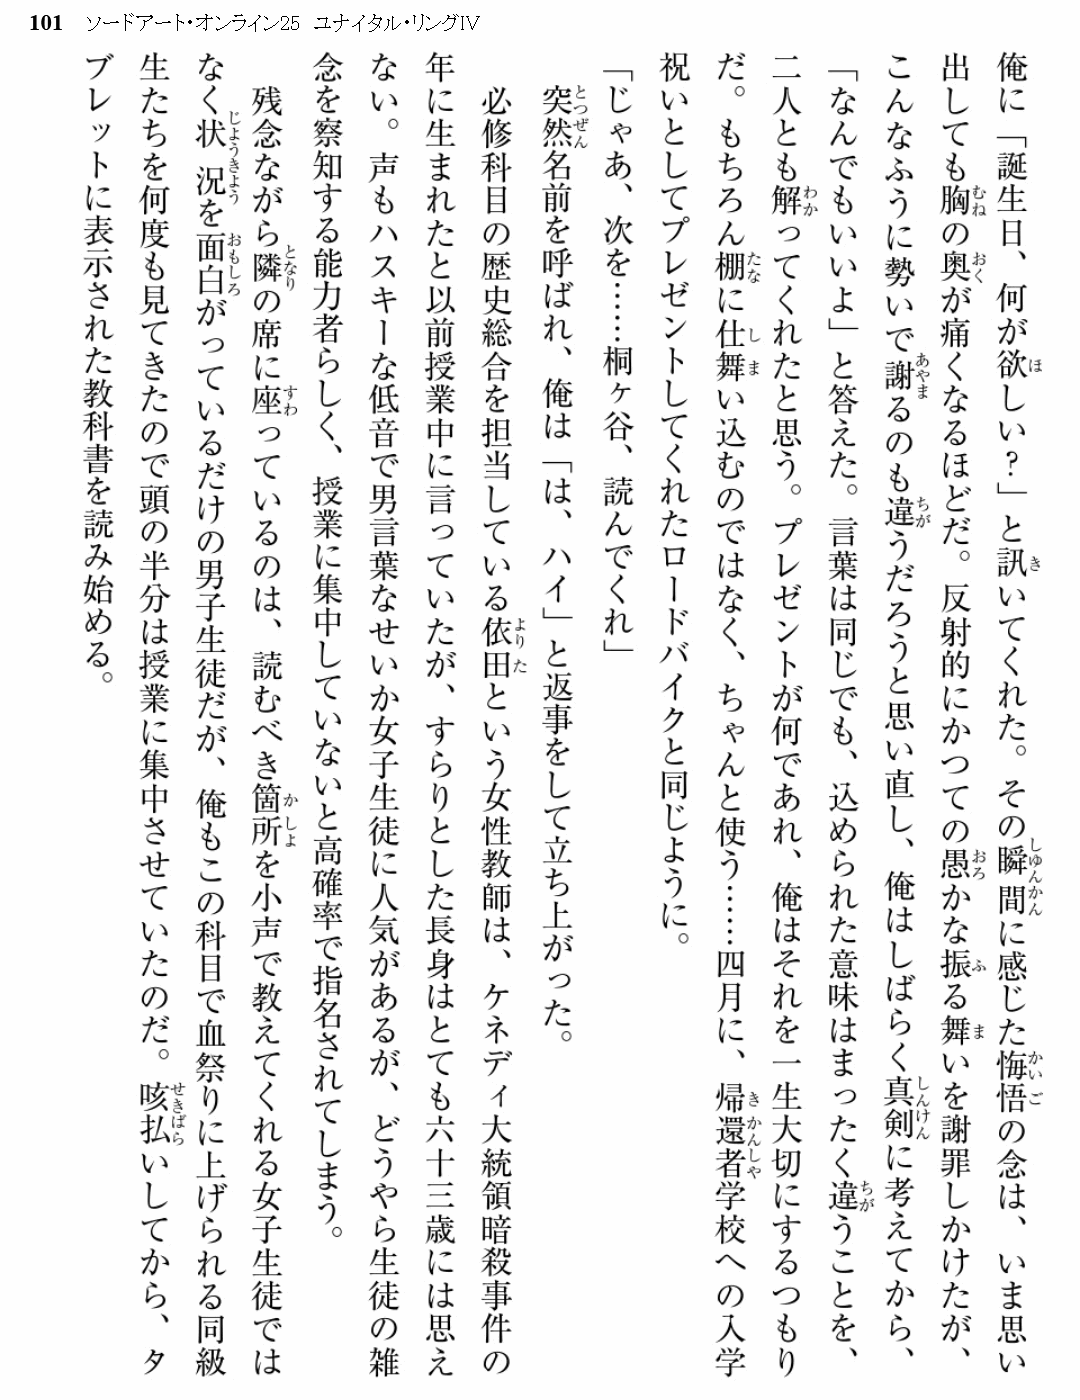 101 ソードアート・オンライン25 ユナイタル・リングIV
俺に「誕生日、何が欲しい？」と訊いてくれた。その瞬間に感じた悔悟の念は、いま思い
出しても胸の奥が痛くなるほどだ。反射的にかつての愚かな振る舞いを謝罪しかけたが、
こんなふうに勢いで謝るのも違うだろうと思い直し、俺はしばらく真剣に考えてから、
「なんでもいいよ」と答えた。言葉は同じでも、込められた意味はまったく違うことを、
二人とも解ってくれたと思う。プレゼントが何であれ、俺はそれを一生大切にするつもり
だ。もちろん棚に仕舞い込むのではなく、ちゃんと使う……四月に、帰還者学校への入学
祝いとしてプレゼントしてくれたロードバイクと同じように。
「じゃあ、次を……桐ヶ谷、読んでくれ」
突然名前を呼ばれ、俺は「は、ハイ」と返事をして立ち上がった。
必修科目の歴史総合を担当している依田という女性教師は、ケネディ大統領暗殺事件の
年に生まれたと以前授業中に言っていたが、すらりとした長身はとても六十三歳には思え
ない。声もハスキーな低音で男言葉なせいか女子生徒に人気があるが、どうやら生徒の雑
念を察知する能力者らしく、授業に集中していないと高確率で指名されてしまう。
残念ながら隣の席に座っているのは、読むべき箇所を小声で教えてくれる女子生徒では
なく状況を面白がっているだけの男子生徒だが、俺もこの科目で血祭りに上げられる同級
生たちを何度も見てきたので頭の半分は授業に集中させていたのだ。咳払いしてから、タ
ブレットに表示された教科書を読み始める。